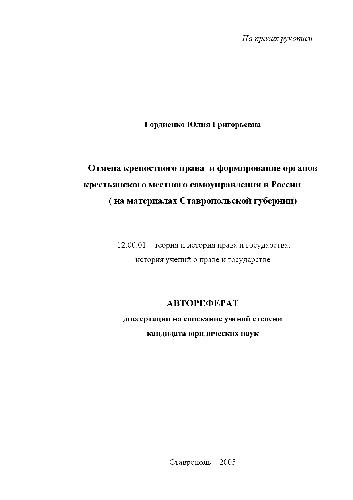 На правах рукописи
Гордиенко Юлия Григорьевна
Отмена крепостного права и формирование органов
крестьянского местного самоуправления в России
( на материалах Ставропольской губернии)
12.00.01 – теория и история права и государства;
история учений о праве и государстве
АВТОРЕФЕРАТ
диссертации на соискание ученой степени
кандидата юридических наук
Ставрополь – 2005